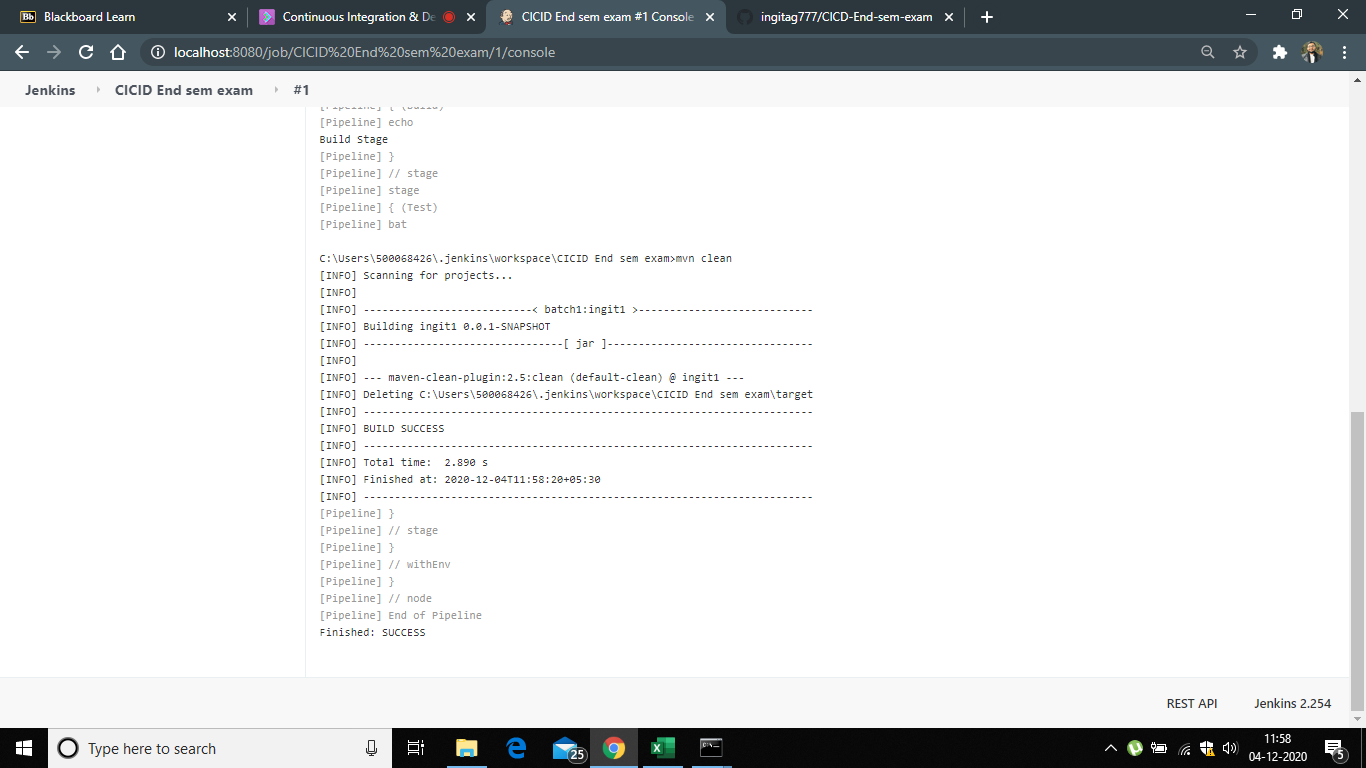 Blackboard Learn
Continuous Integration & De
CICID End sem exam #1 Console
ingitag777/CICD-End-sem-exam
localhost:8080/job/CICID%20End%20sem%20exam/1/console
Jenkins
CICID End sem exam
#1
[Pipeline] { (Build)
[Pipeline] echo
Build Stage
[Pipeline] }
[Pipeline] // stage
[Pipeline] stage
[Pipeline] { (Test)
[Pipeline] bat
C:\Users\500068426\.jenkins\workspace\CICID End sem exam>mvn clean
[INFO] Scanning for projects...
[INFO]
[INFO] ---------------------------< batch1:ingit1 >----------------------------
[INFO] Building ingit1 0.0.1-SNAPSHOT
[INFO] --------------------------------[ jar ]---------------------------------
[INFO]
[INFO] --- maven-clean-plugin:2.5:clean (default-clean) @ ingit1 ---
[INFO] Deleting C:\Users\500068426\.jenkins\workspace\CICID End sem exam\target
[INFO] ------------------------------------------------------------------------
[INFO] BUILD SUCCESS
[INFO] ------------------------------------------------------------------------
[INFO] Total time:  2.890 s
[INFO] Finished at: 2020-12-04T11:58:20+05:30
[INFO] ------------------------------------------------------------------------
[Pipeline] }
[Pipeline] // stage
[Pipeline] }
[Pipeline] // withEnv
[Pipeline] }
[Pipeline] // node
[Pipeline] End of Pipeline
Finished: SUCCESS
REST API
Jenkins 2.254
Type here to search
25
11:58
04-12-2020
5